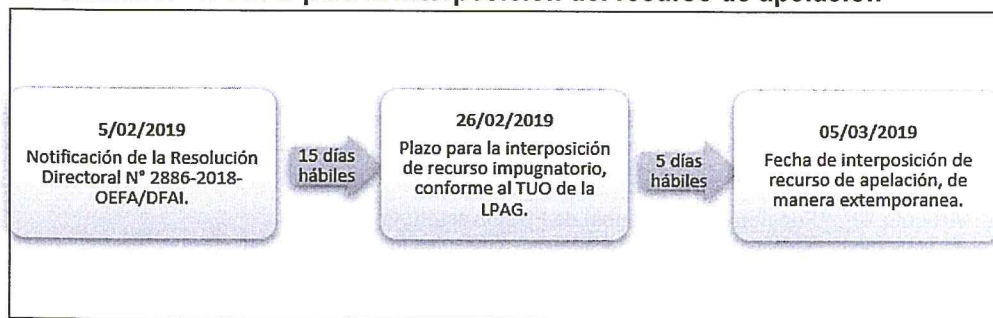 5/02/2019
Notificación de la Resolución
Directoral N° 2886-2018-
OEFA/DFAI.
15 días
hábiles
26/02/2019
Plazo para la interposición
de recurso impugnatorio,
conforme al TUO de la
LPAG.
5 días
hábiles
05/03/2019
Fecha de interposición de
recurso de apelación, de
manera extemporanea.